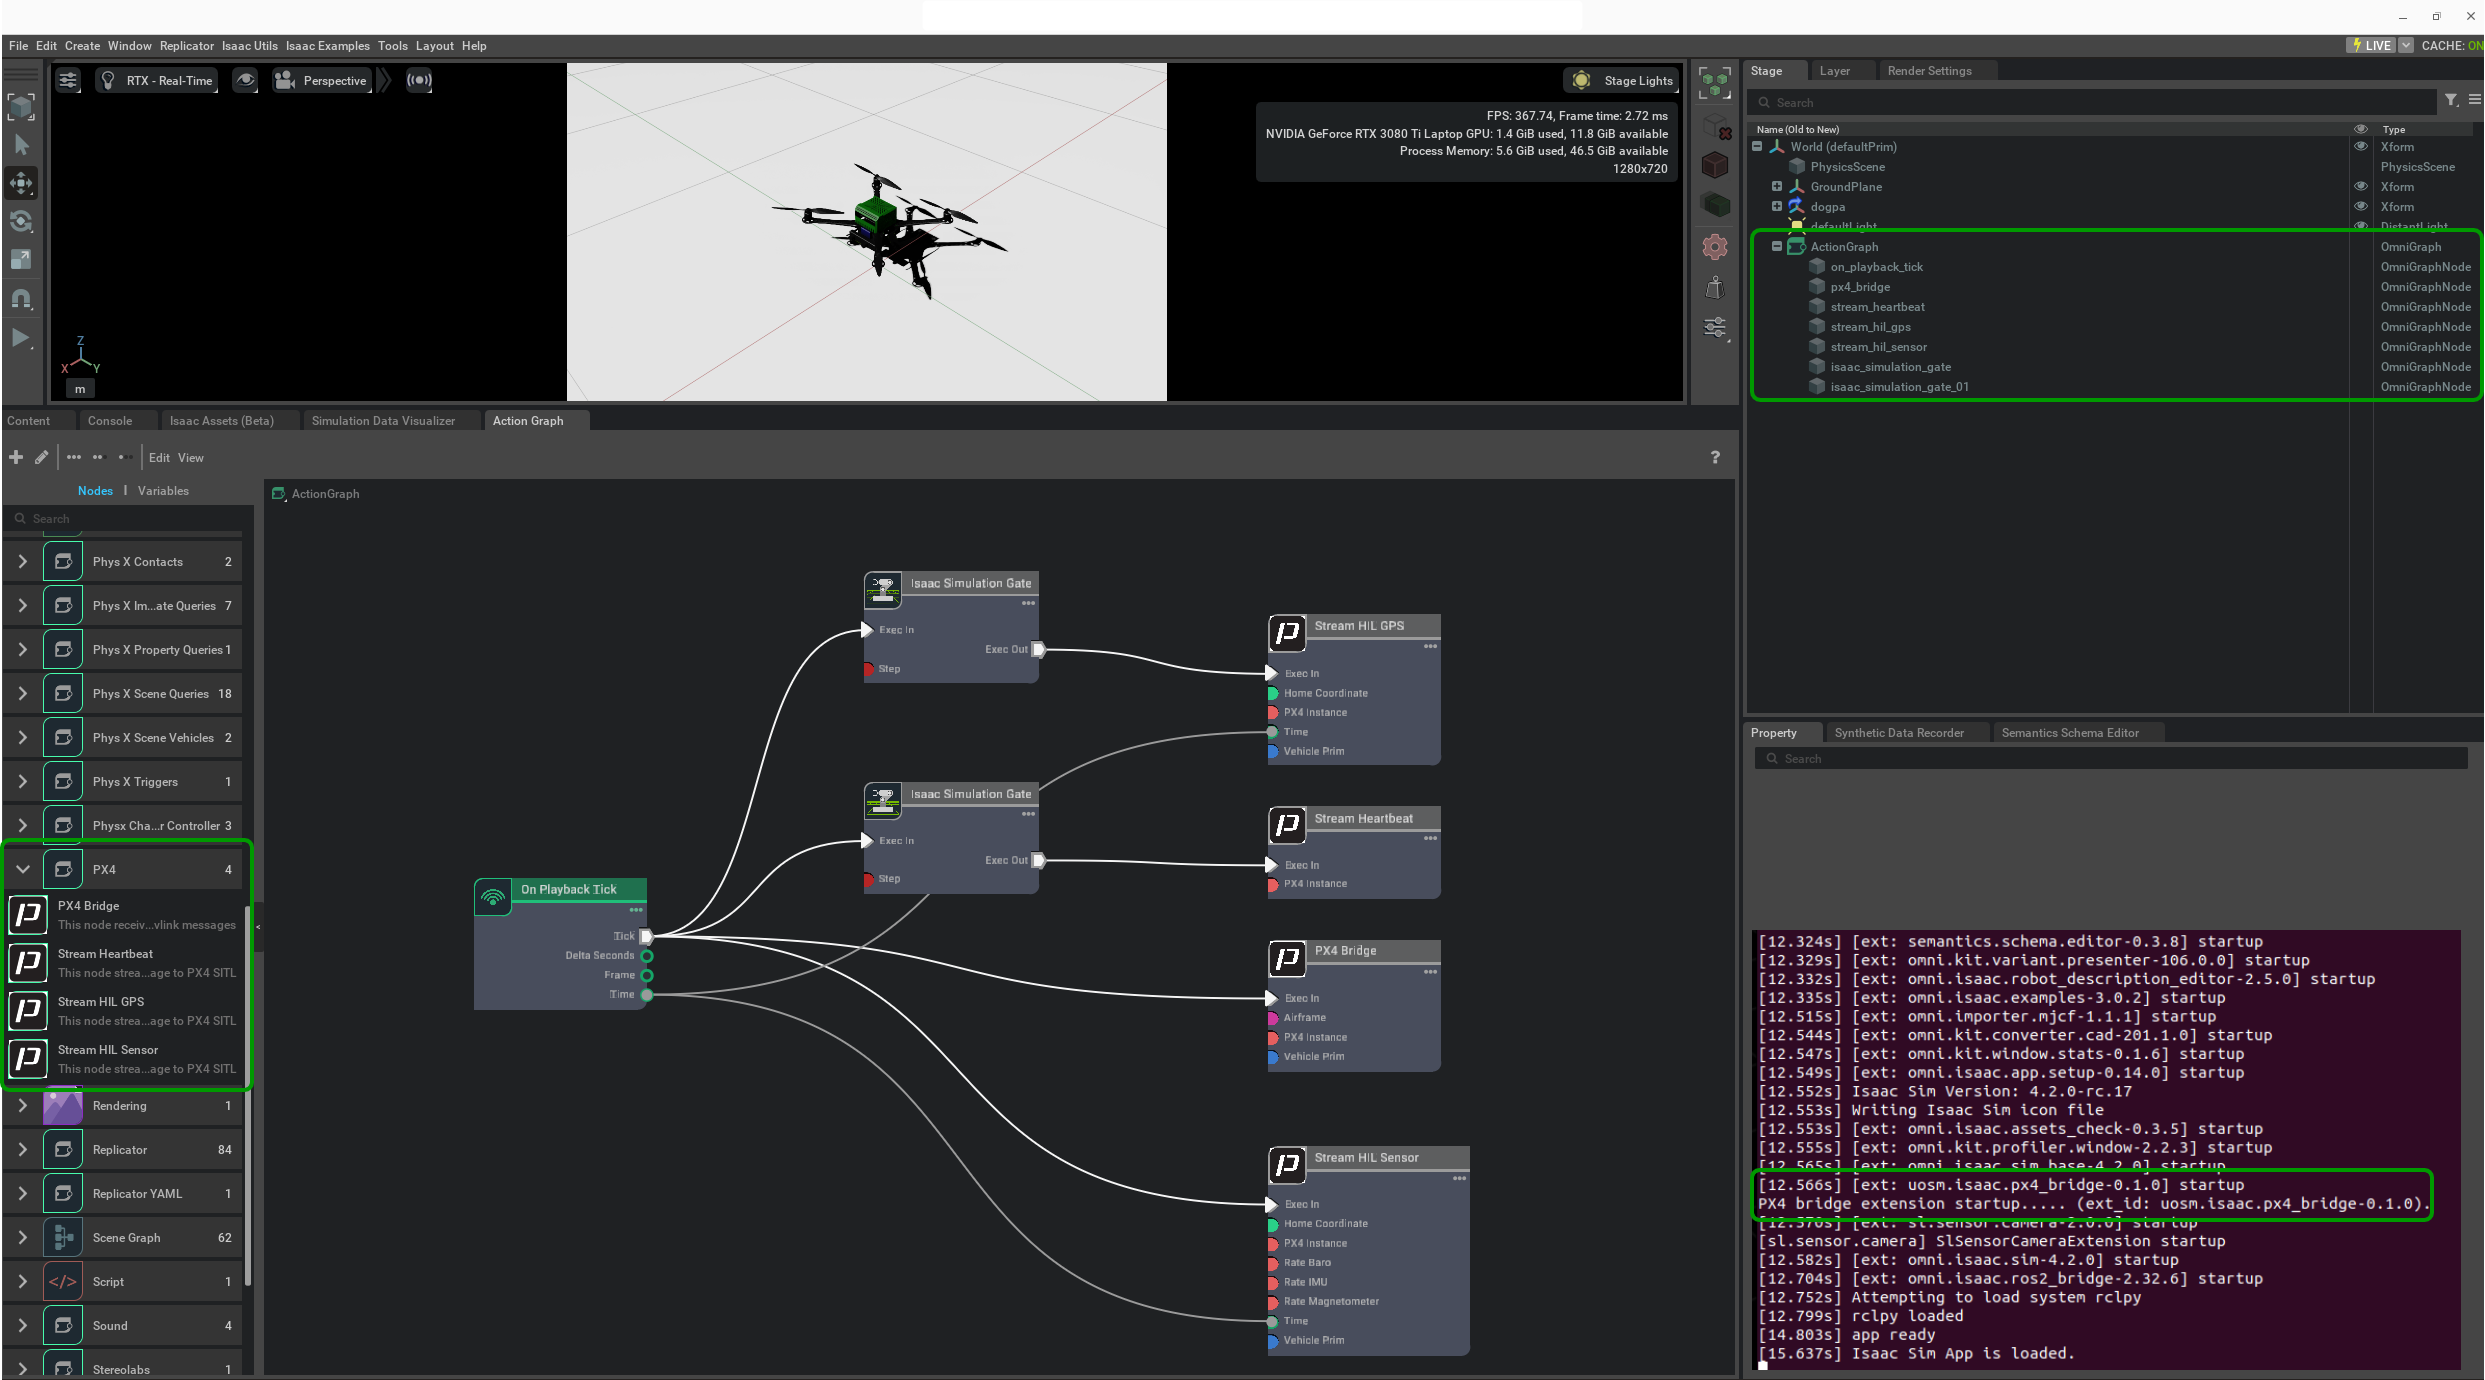 File Edit Create Window Replicator Isaac Utils Isaac Examples Tools Layout Help
LIVE CACHE: ON
RTX - Real-Time Perspective Stage Lights
FPS: 367.74, Frame time: 2.72 ms
NVIDIA GeForce RTX 3080 Ti Laptop GPU: 1.4 GiB used, 11.8 GiB available
Process Memory: 5.6 GiB used, 46.5 GiB available
1280x720
Z
X Y
m
Stage Layer Render Settings
Search
Name (Old to New) Type
World (defaultPrim) Xform
PhysicsScene PhysicsScene
GroundPlane Xform
dogpa Xform
defaultLight DistantLight
ActionGraph OmniGraph
on_playback_tick OmniGraphNode
px4_bridge OmniGraphNode
stream_heartbeat OmniGraphNode
stream_hil_gps OmniGraphNode
stream_hil_sensor OmniGraphNode
isaac_simulation_gate OmniGraphNode
isaac_simulation_gate_01 OmniGraphNode
Content Console Isaac Assets (Beta) Simulation Data Visualizer Action Graph
Edit View ?
Nodes | Variables
Search
Phys X Contacts 2
Phys X Im...ate Queries 7
Phys X Property Queries 1
Phys X Scene Queries 18
Phys X Scene Vehicles 2
Phys X Triggers 1
Physx Cha...r Controller 3
PX4 4
PX4 Bridge
This node receiv...vlink messages
Stream Heartbeat
This node strea...age to PX4 SITL
Stream HIL GPS
This node strea...age to PX4 SITL
Stream HIL Sensor
This node strea...age to PX4 SITL
Rendering 1
Replicator 84
Replicator YAML 1
Scene Graph 62
Script 1
Sound 4
Stereolabs 1
ActionGraph
On Playback Tick
Tick
Delta Seconds
Frame
Time
Isaac Simulation Gate
Exec In
Exec Out
Step
Isaac Simulation Gate
Exec In
Exec Out
Step
Stream HIL GPS
Exec In
Home Coordinate
PX4 Instance
Time
Vehicle Prim
Stream Heartbeat
Exec In
PX4 Instance
PX4 Bridge
Exec In
Airframe
PX4 Instance
Vehicle Prim
Stream HIL Sensor
Exec In
Home Coordinate
PX4 Instance
Rate Baro
Rate IMU
Rate Magnetometer
Time
Vehicle Prim
Property Synthetic Data Recorder Semantics Schema Editor
Search
[12.324s] [ext: semantics.schema.editor-0.3.8] startup
[12.329s] [ext: omni.kit.variant.presenter-106.0.0] startup
[12.332s] [ext: omni.isaac.robot_description_editor-2.5.0] startup
[12.335s] [ext: omni.isaac.examples-3.0.2] startup
[12.515s] [ext: omni.importer.mjcf-1.1.1] startup
[12.544s] [ext: omni.kit.converter.cad-201.1.0] startup
[12.547s] [ext: omni.kit.window.stats-0.1.6] startup
[12.549s] [ext: omni.isaac.app.setup-0.14.0] startup
[12.552s] Isaac Sim Version: 4.2.0-rc.17
[12.553s] Writing Isaac Sim icon file
[12.553s] [ext: omni.isaac.assets_check-0.3.5] startup
[12.555s] [ext: omni.kit.profiler.window-2.2.3] startup
[12.565s] [ext: omni.isaac.sim.base-4.2.0] startup
[12.566s] [ext: uosm.isaac.px4_bridge-0.1.0] startup
PX4 bridge extension startup..... (ext_id: uosm.isaac.px4_bridge-0.1.0).
[12.570s] [ext: sl.sensor.camera-2.0.0] startup
[sl.sensor.camera] SlSensorCameraExtension startup
[12.582s] [ext: omni.isaac.sim-4.2.0] startup
[12.704s] [ext: omni.isaac.ros2_bridge-2.32.6] startup
[12.752s] Attempting to load system rclpy
[12.799s] rclpy loaded
[14.803s] app ready
[15.637s] Isaac Sim App is loaded.